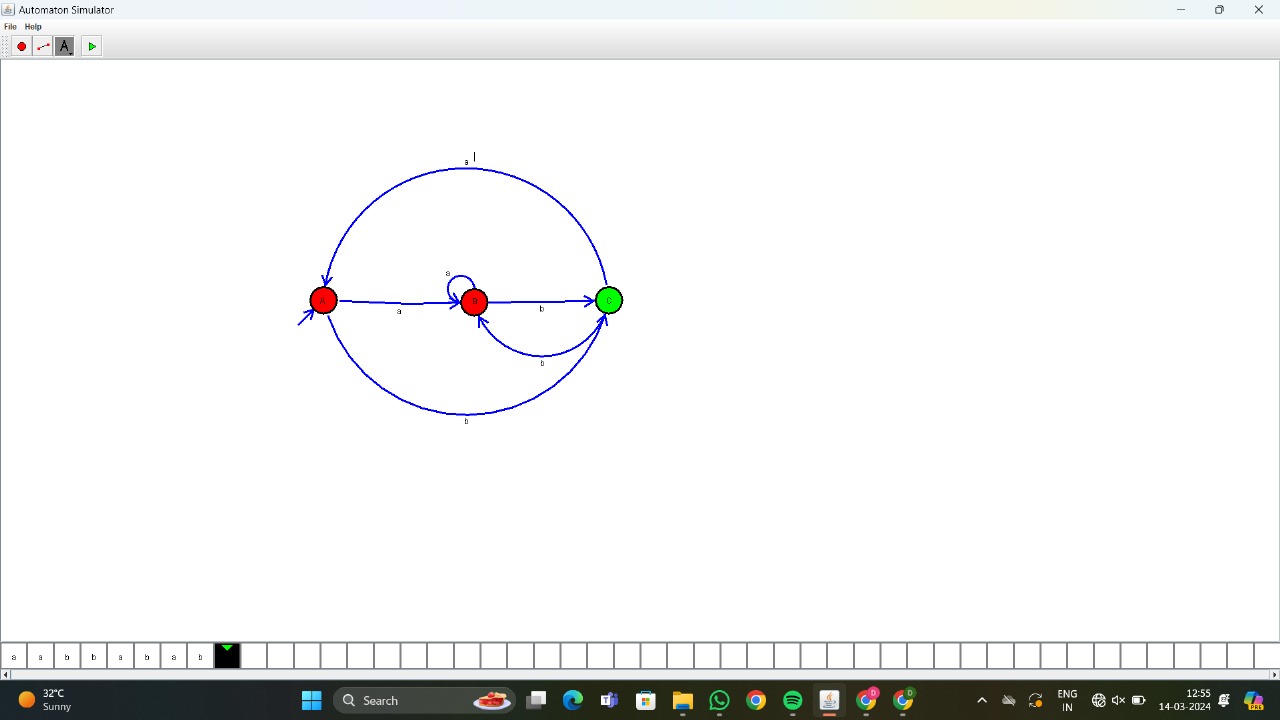 Automaton Simulator
File Help
A
a
a
A
B
C
a
b
b
b
a a b b a b a b
32°C
Sunny
Search
ENG
IN
12:55
14-03-2024